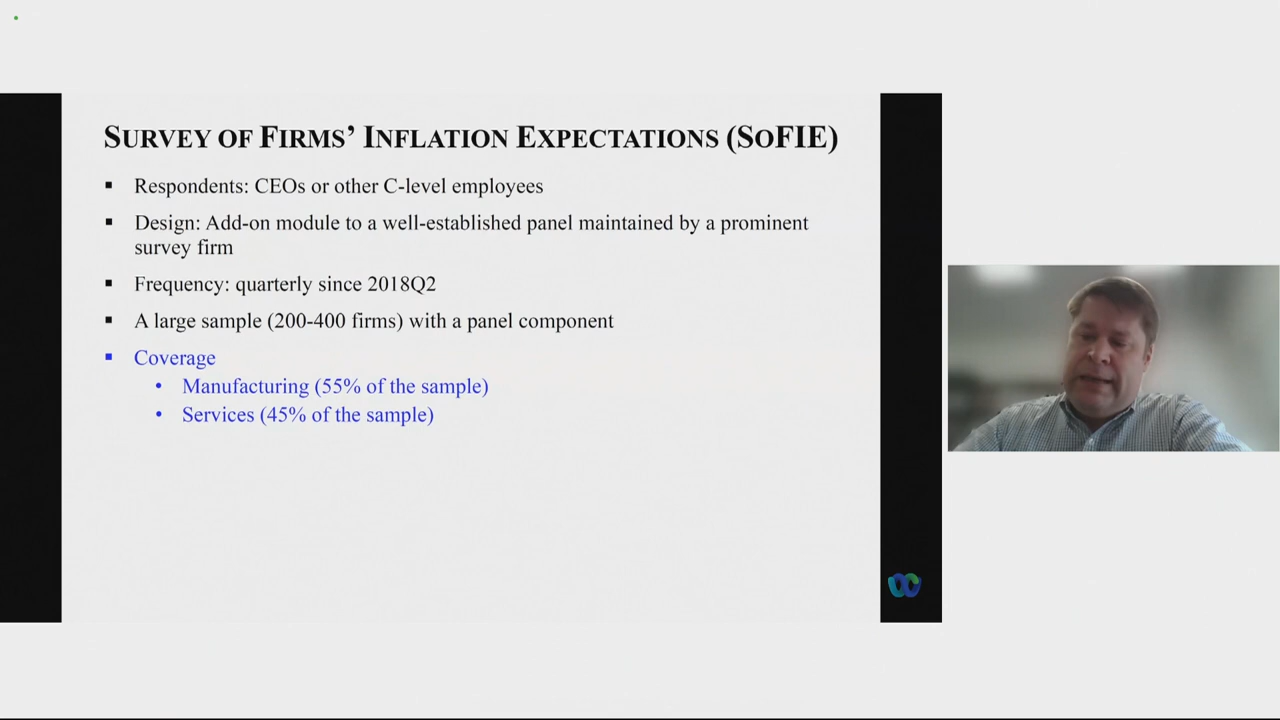 SURVEY OF FIRMS’ INFLATION EXPECTATIONS (SOFIE)
▪ Respondents: CEOs or other C-level employees
▪ Design: Add-on module to a well-established panel maintained by a prominent
survey firm
▪ Frequency: quarterly since 2018Q2
▪ A large sample (200-400 firms) with a panel component
▪ Coverage
• Manufacturing (55% of the sample)
• Services (45% of the sample)